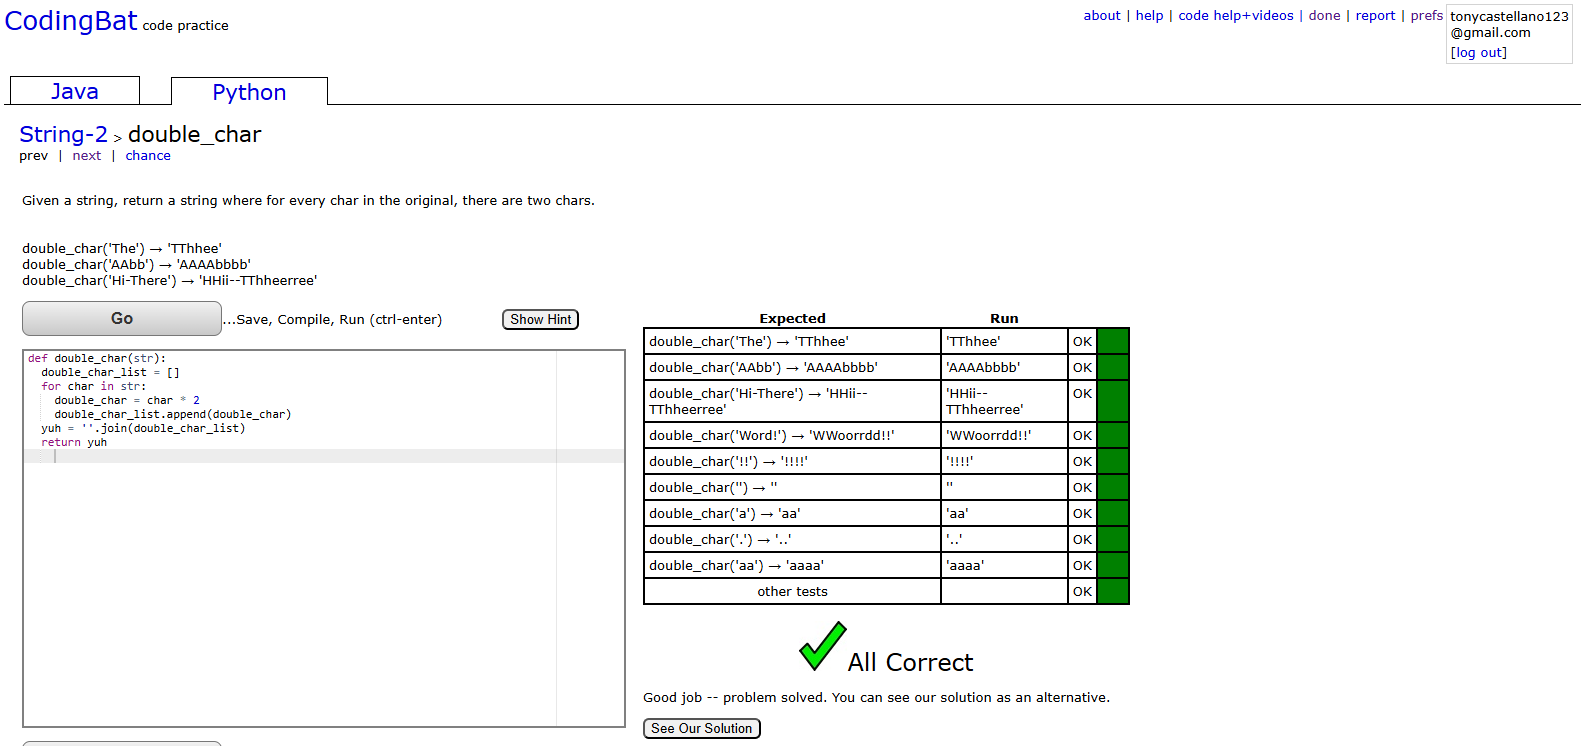 CodingBat code practice
about | help | code help+videos | done | report | prefs
tonycastellano123
@gmail.com
[log out]
Java
Python
String-2 > double_char
prev | next | chance
Given a string, return a string where for every char in the original, there are two chars.
double_char('The') → 'TThhee'
double_char('AAbb') → 'AAAAbbbb'
double_char('Hi-There') → 'HHii--TThheerree'
Go
...Save, Compile, Run (ctrl-enter)
Show Hint
def double_char(str):
  double_char_list = []
  for char in str:
    double_char = char * 2
    double_char_list.append(double_char)
  yuh = ''.join(double_char_list)
  return yuh
Expected Run
double_char('The') → 'TThhee' 'TThhee' OK
double_char('AAbb') → 'AAAAbbbb' 'AAAAbbbb' OK
double_char('Hi-There') → 'HHii-- 'HHii-- OK
TThheerree' TThheerree'
double_char('Word!') → 'WWoorrdd!!' 'WWoorrdd!!' OK
double_char('!!') → '!!!!' '!!!!' OK
double_char('') → '' '' OK
double_char('a') → 'aa' 'aa' OK
double_char('.') → '..' '..' OK
double_char('aa') → 'aaaa' 'aaaa' OK
other tests OK
All Correct
Good job -- problem solved. You can see our solution as an alternative.
See Our Solution